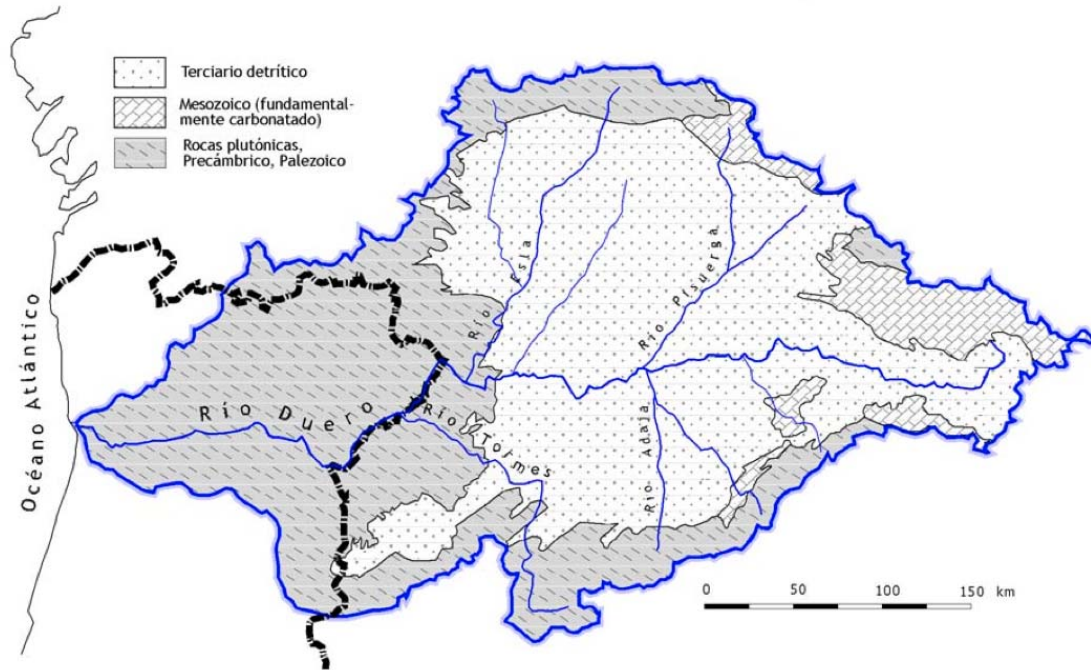 Terciario detrítico
Mesozoico (fundamental-
mente carbonatado)
Rocas plutónicas,
Precámbrico, Palezoico
Océano Atlántico
Río Esla
Río Pisuerga
Río Duero
Río Tormes
Río Adaja
0 50 100 150 km